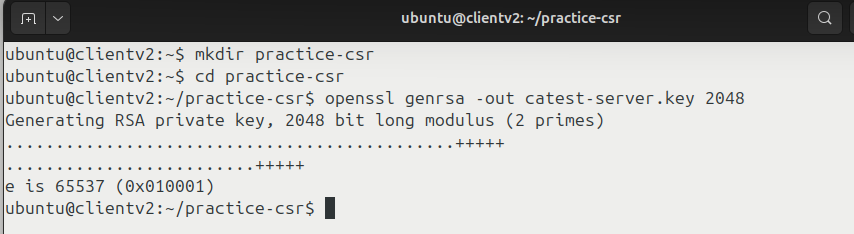 ubuntu@clientv2: ~/practice-csr
ubuntu@clientv2:~$ mkdir practice-csr
ubuntu@clientv2:~$ cd practice-csr
ubuntu@clientv2:~/practice-csr$ openssl genrsa -out catest-server.key 2048
Generating RSA private key, 2048 bit long modulus (2 primes)
.............................................+++++
.........................+++++
e is 65537 (0x010001)
ubuntu@clientv2:~/practice-csr$